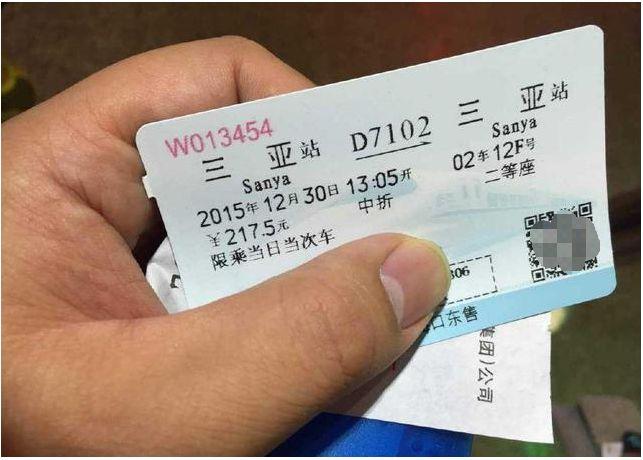 W013454
三 亚站 D7102 三 亚站
Sanya Sanya
2015年12月30日 13:05开 02车12F号
￥217.5元 中折 二等座
限乘当日当次车
306
口东售
集团)公司